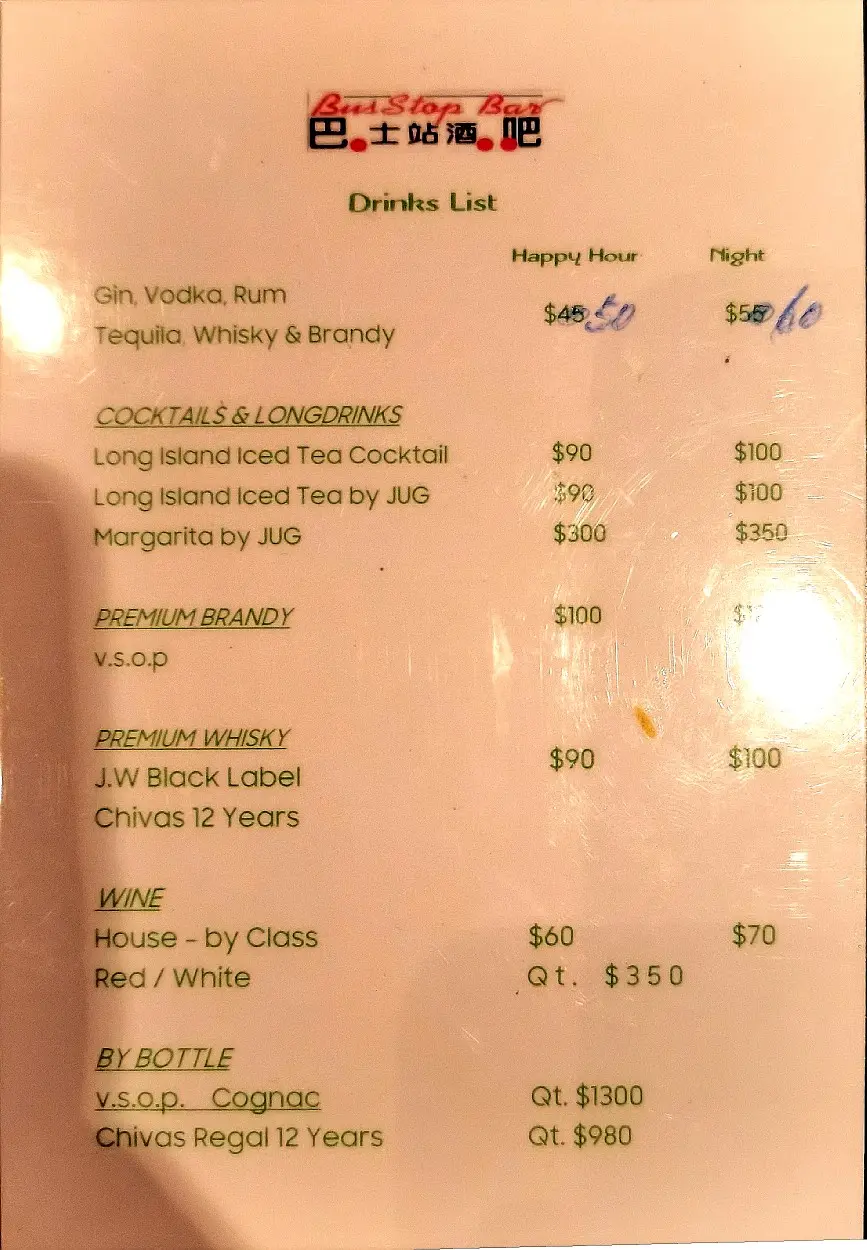 Bus Stop Bar
巴士站酒吧
Drinks List
Happy Hour Night
Gin, Vodka, Rum
$45 50 $55 60
Tequila, Whisky & Brandy
COCKTAILS & LONGDRINKS
Long Island Iced Tea Cocktail $90 $100
Long Island Iced Tea by JUG $90 $100
Margarita by JUG $300 $350
PREMIUM BRANDY $100
v.s.o.p
PREMIUM WHISKY
$90 $100
J.W Black Label
Chivas 12 Years
WINE
House - by Class $60 $70
Red / White Qt. $350
BY BOTTLE
v.s.o.p. Cognac Qt. $1300
Chivas Regal 12 Years Qt. $980